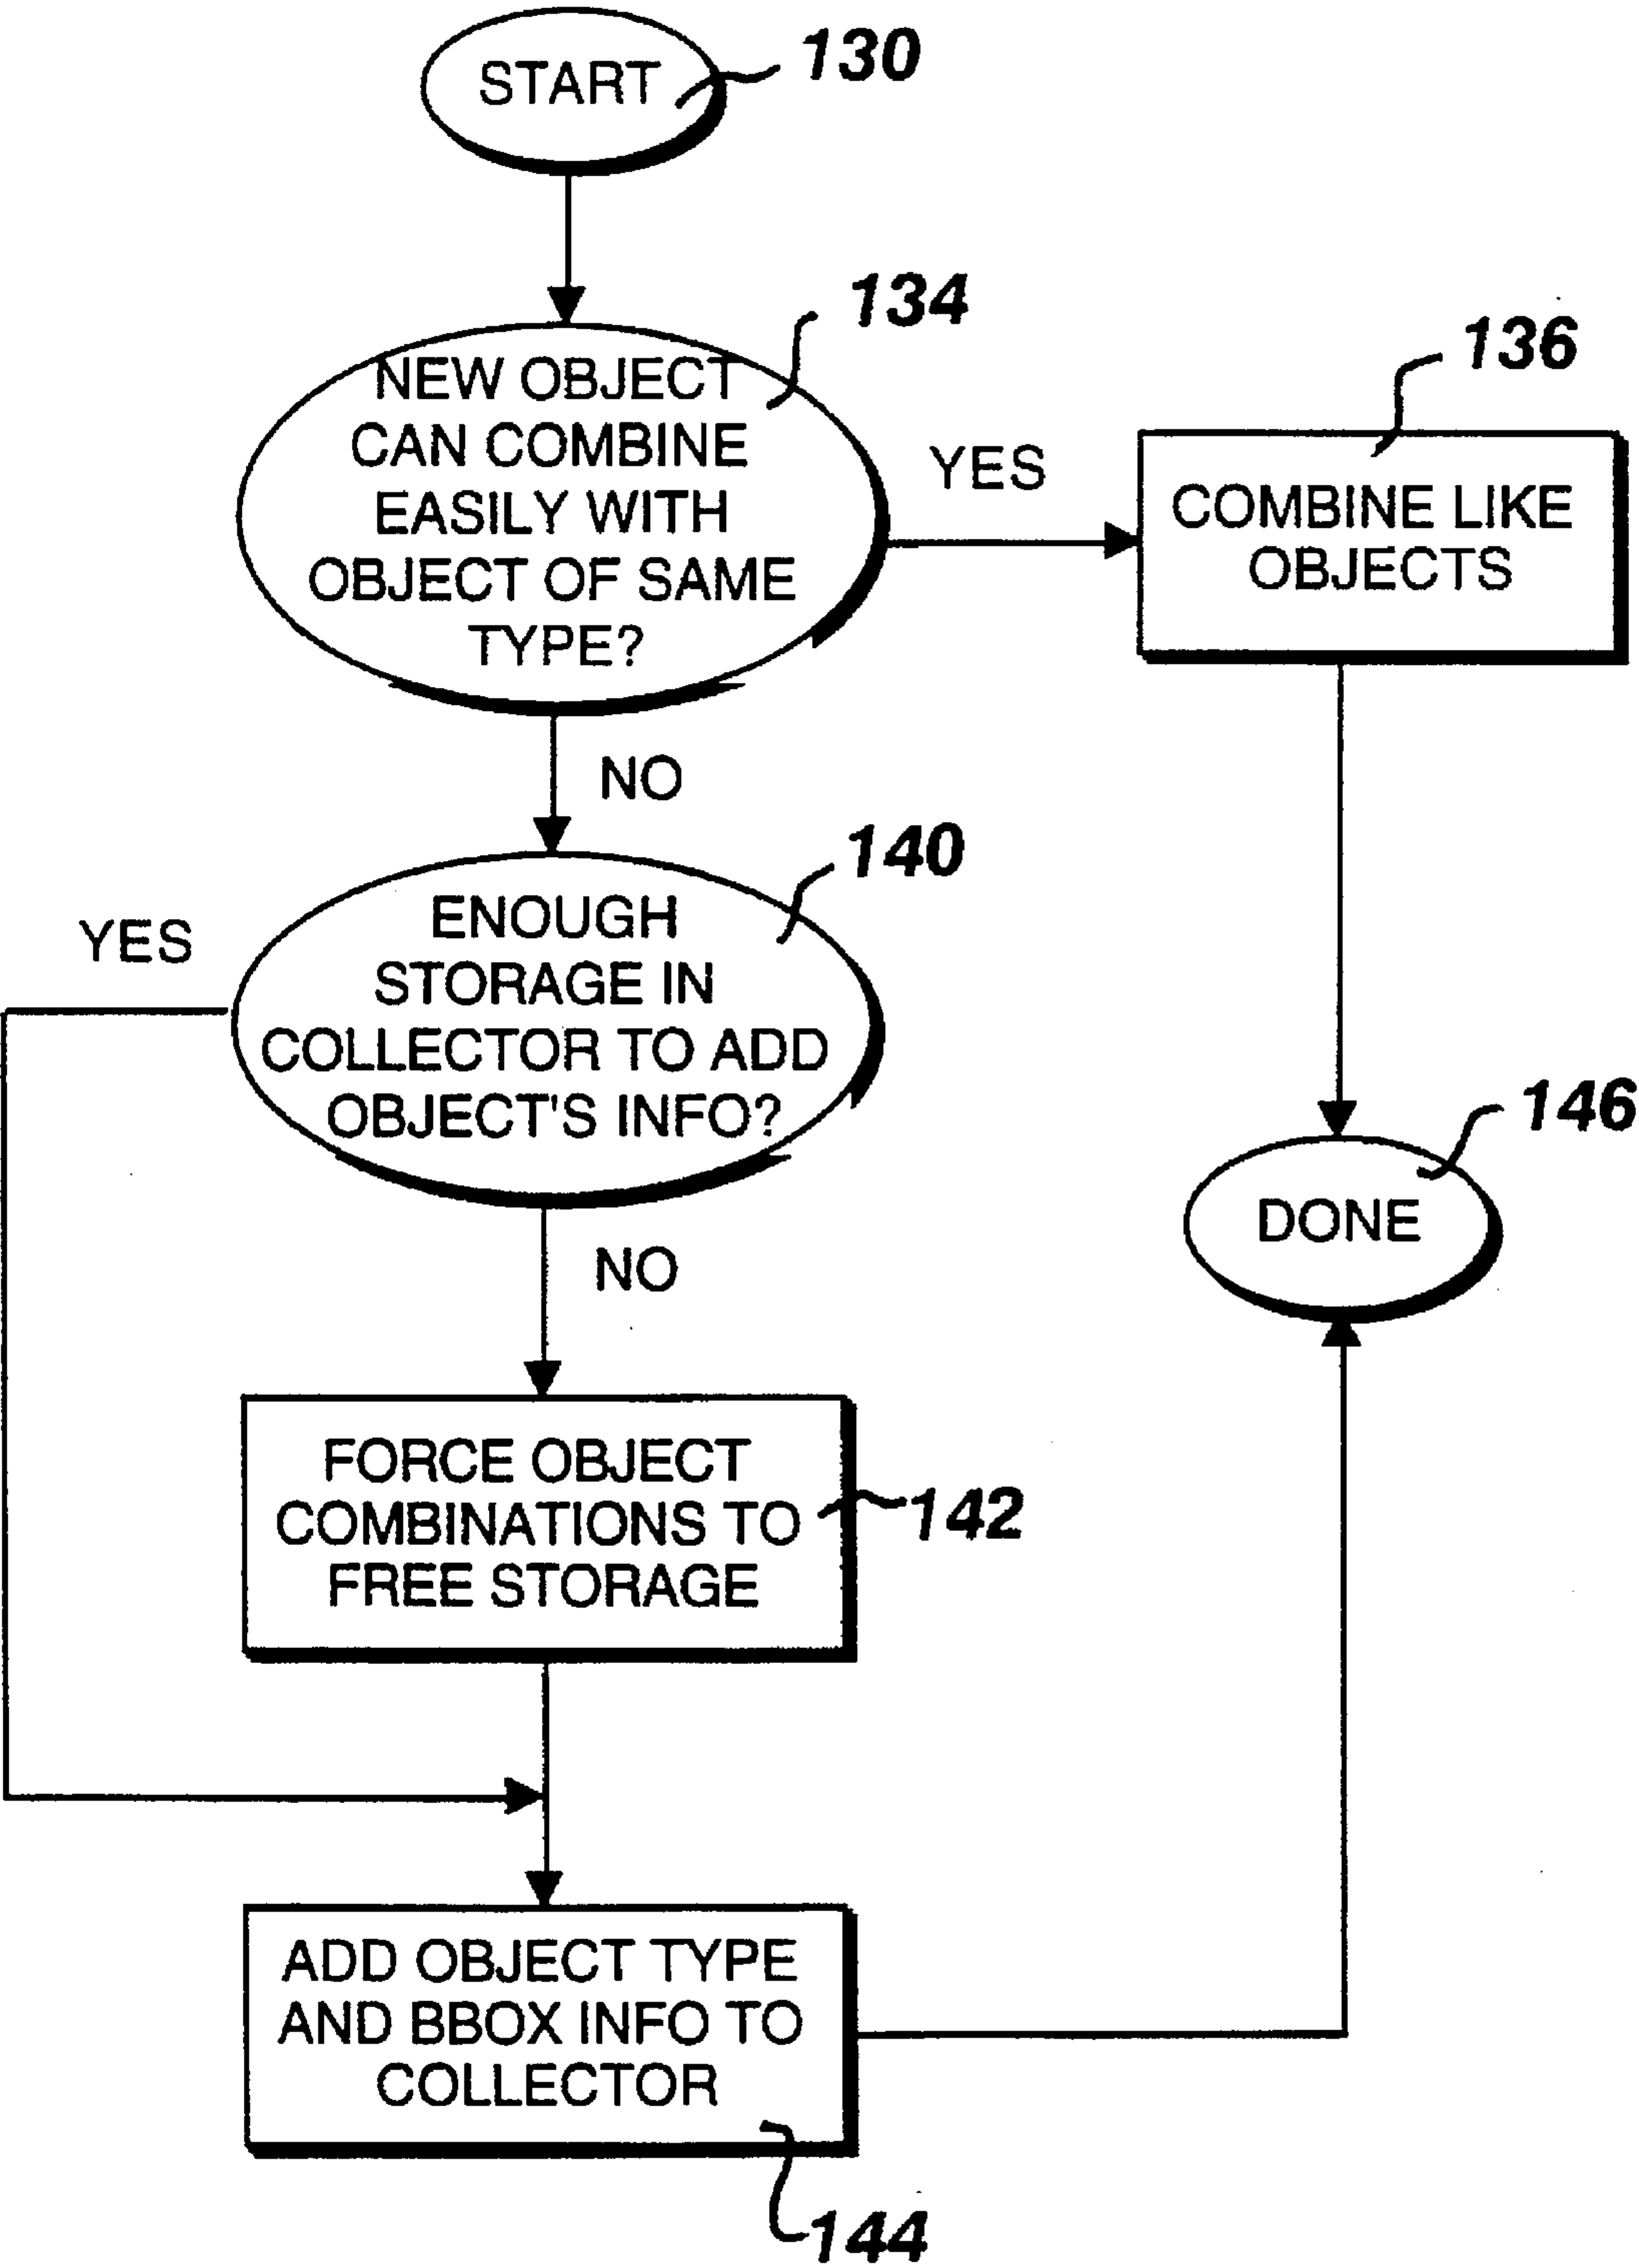 START
130
134
NEW OBJECT
CAN COMBINE
EASILY WITH
OBJECT OF SAME
TYPE?
YES
136
COMBINE LIKE
OBJECTS
NO
140
YES
ENOUGH
STORAGE IN
COLLECTOR TO ADD
OBJECT'S INFO?
146
DONE
NO
FORCE OBJECT
COMBINATIONS TO
FREE STORAGE
142
ADD OBJECT TYPE
AND BBOX INFO TO
COLLECTOR
144